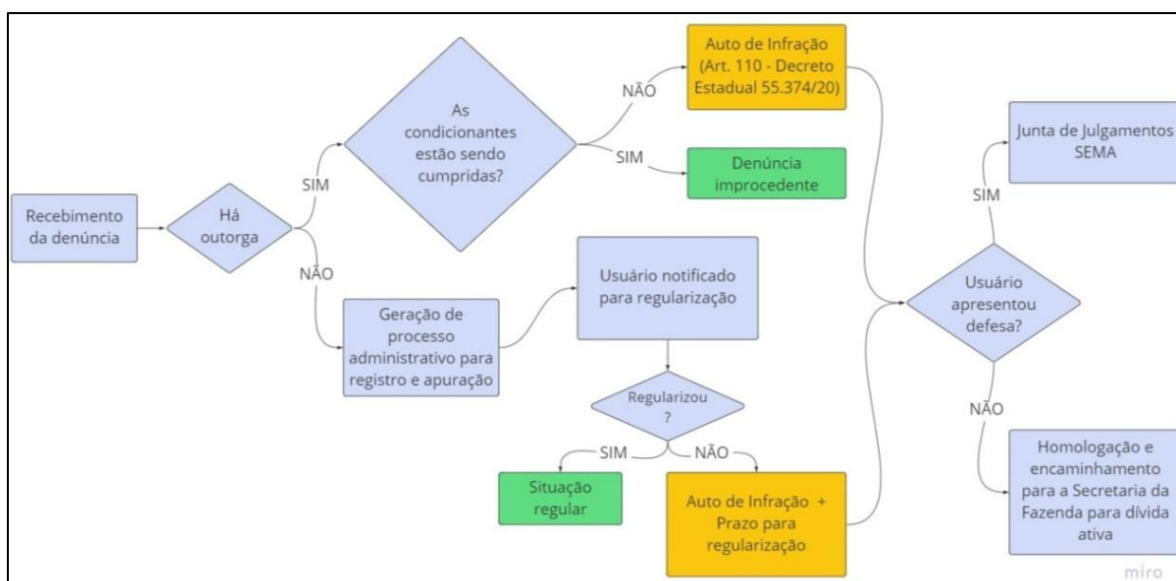 Recebimento
da denúncia
Há
outorga
SIM
NÃO
As
condicionantes
estão sendo
cumpridas?
NÃO
SIM
Auto de Infração
(Art. 110 - Decreto
Estadual 55.374/20)
Denúncia
improcedente
Geração de
processo
administrativo para
registro e apuração
Usuário notificado
para regularização
Regularizou
?
SIM
NÃO
Situação
regular
Auto de Infração +
Prazo para
regularização
Usuário
apresentou
defesa?
SIM
NÃO
Junta de Julgamentos
SEMA
Homologação e
encaminhamento
para a Secretaria da
Fazenda para dívida
ativa
miro